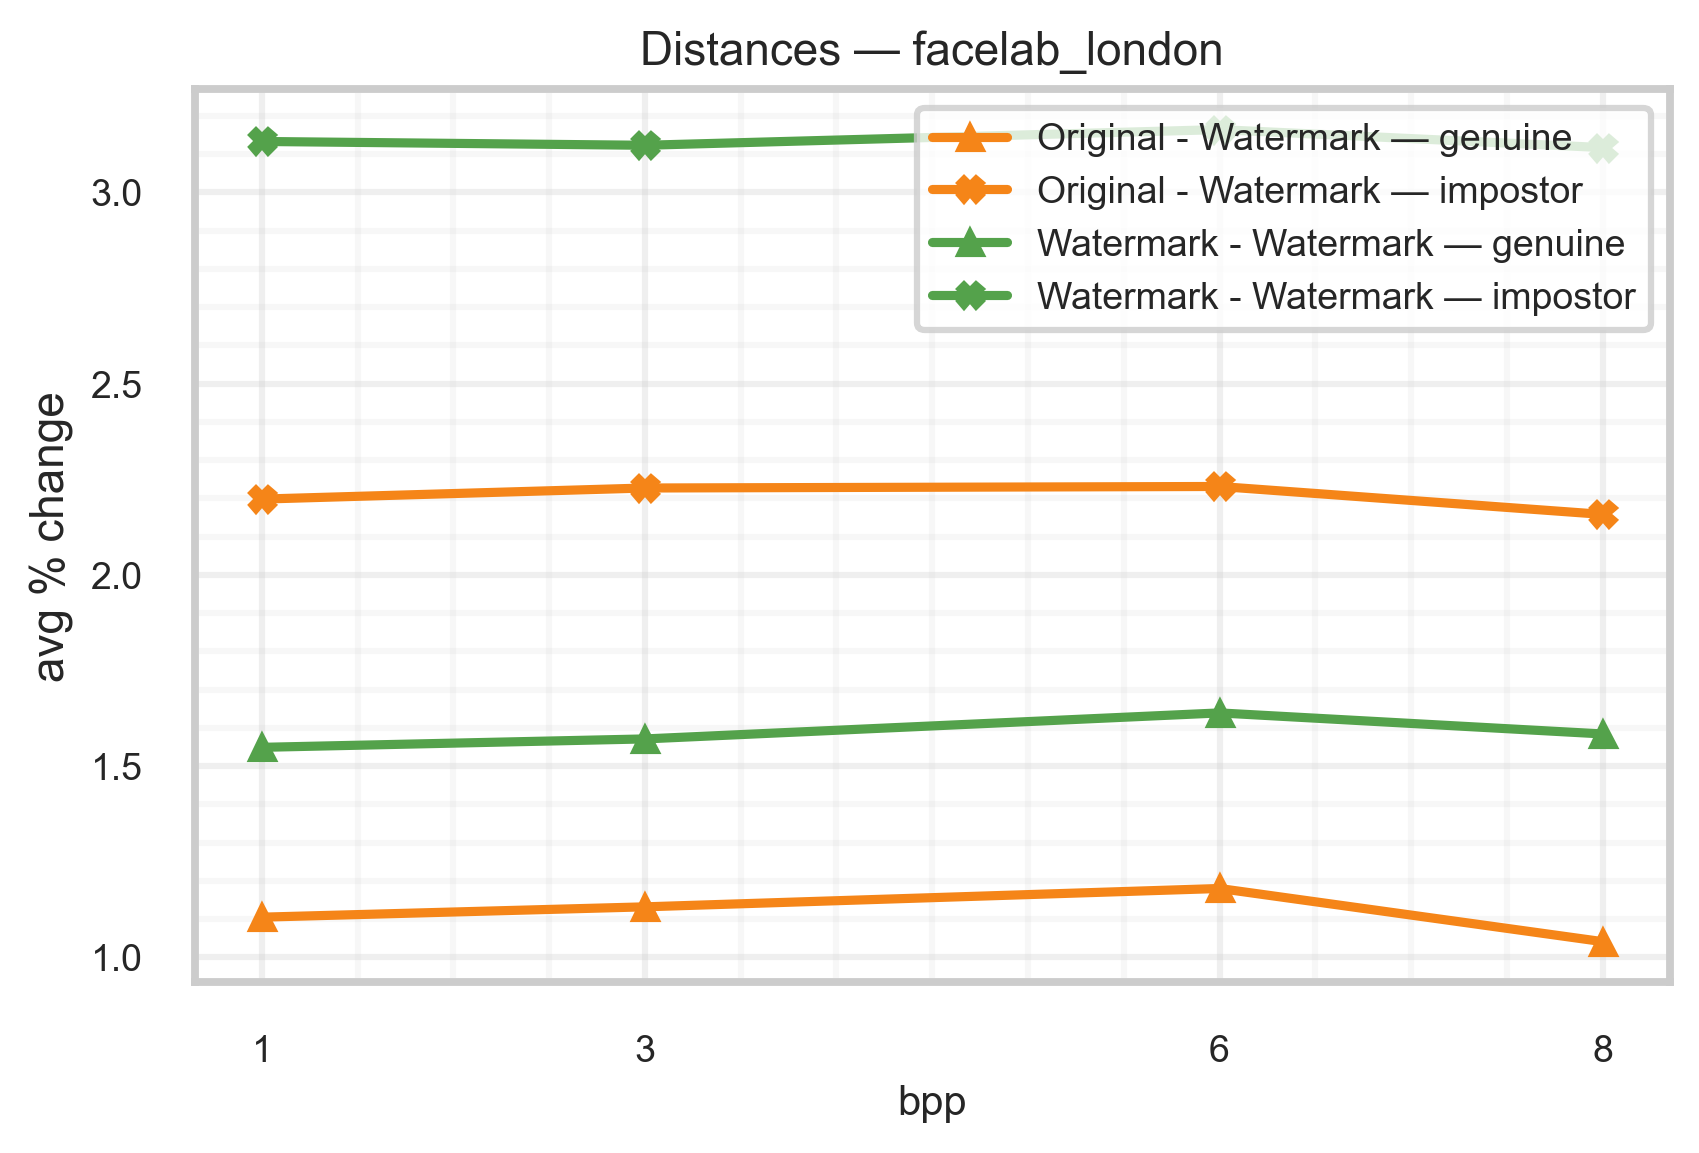 Distances — facelab_london
Original - Watermark — genuine
Original - Watermark — impostor
Watermark - Watermark — genuine
Watermark - Watermark — impostor
avg % change
3.0
2.5
2.0
1.5
1.0
1 3 6 8
bpp